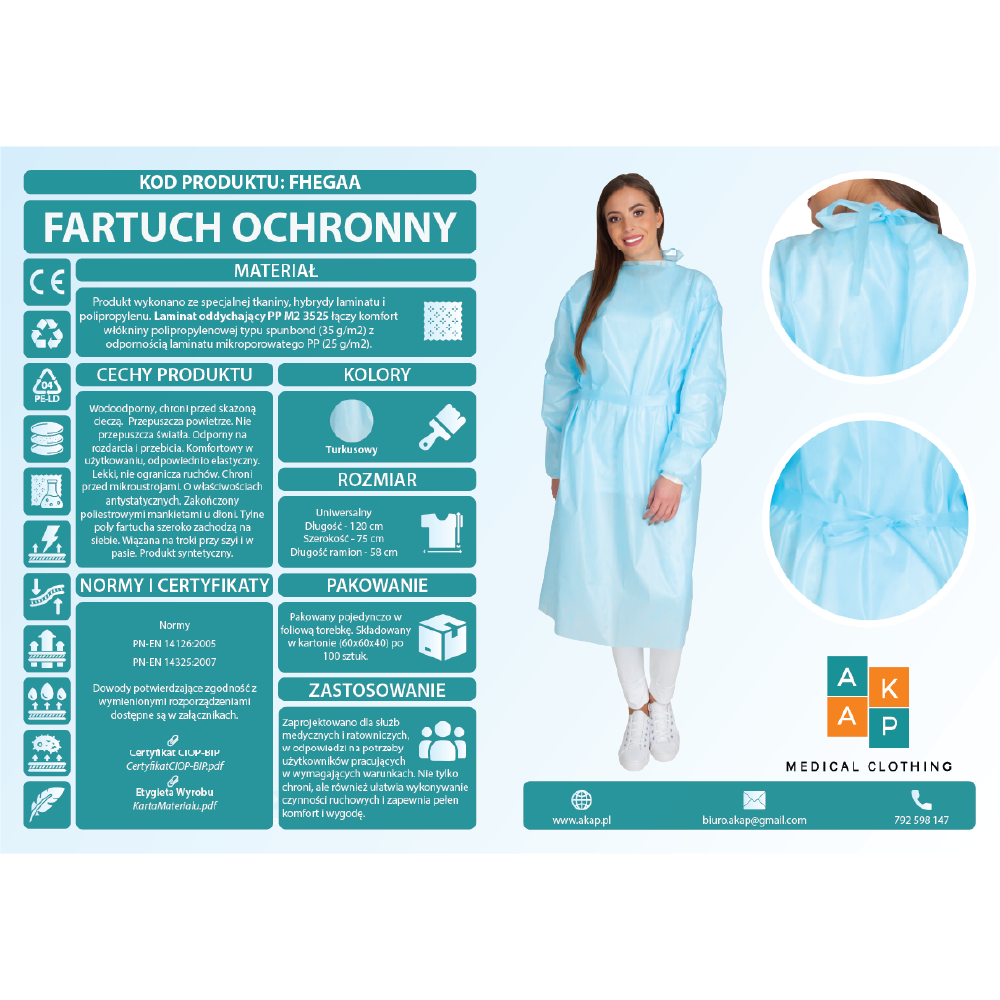 KOD PRODUKTU: FHEGAA
FARTUCH OCHRONNY
CE
MATERIAŁ
Produkt wykonano ze specjalnej tkaniny, hybrydy laminatu i
polipropylenu. Laminat oddychający PP M2 3525 łączy komfort
włókniny polipropylenowej typu spunbond (35 g/m2) z
odpornością laminatu mikroporowatego PP (25 g/m2).
04
PE-LD
CECHY PRODUKTU
Wodoodporny, chroni przed skażoną
cieczą. Przepuszcza powietrze. Nie
przepuszcza światła. Odporny na
rozdarcia i przebicia. Komfortowy w
użytkowaniu, odpowiednio elastyczny.
Lekki, nie ogranicza ruchów. Chroni
przed mikroustrojami. O właściwościach
antystatycznych. Zakończony
poliestrowymi mankietami u dłoni. Tylne
poły fartucha szeroko zachodzą na
siebie. Wiązana na troki przy szyi i w
pasie. Produkt syntetyczny.
KOLORY
Turkusowy
ROZMIAR
Uniwersalny
Długość - 120 cm
Szerokość - 75 cm
Długość ramion - 58 cm
NORMY I CERTYFIKATY
Normy
PN-EN 14126:2005
PN-EN 14325:2007
Dowody potwierdzające zgodność z
wymienionymi rozporządzeniami
dostępne są w załącznikach.
Certyfikat CIOP-BIP
CertyfikatCIOP-BIP.pdf
Etygieta Wyrobu
KartaMateriału.pdf
PAKOWANIE
Pakowany pojedynczo w
foliową torebkę. Składowany
w kartonie (60x60x40) po
100 sztuk.
ZASTOSOWANIE
Zaprojektowano dla służb
medycznych i ratowniczych,
w odpowiedzi na potrzeby
użytkowników pracujących
w wymagających warunkach. Nie tylko
chroni, ale również ułatwia wykonywanie
czynności ruchowych i zapewnia pełen
komfort i wygodę.
A K
A P
MEDICAL CLOTHING
www.akap.pl
biuro.akap@gmail.com
792 598 147